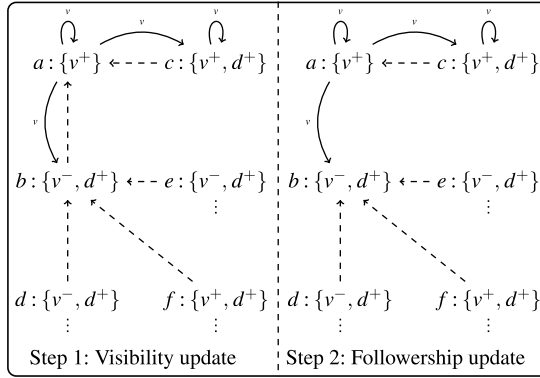 v v v v
a : {v⁺} c : {v⁺, d⁺} a : {v⁺} c : {v⁺, d⁺}
v v
b : {v⁻, d⁺} e : {v⁻, d⁺} b : {v⁻, d⁺} e : {v⁻, d⁺}
⋮ ⋮
d : {v⁻, d⁺} f : {v⁺, d⁺} d : {v⁻, d⁺} f : {v⁺, d⁺}
⋮ ⋮ ⋮ ⋮
Step 1: Visibility update Step 2: Followership update